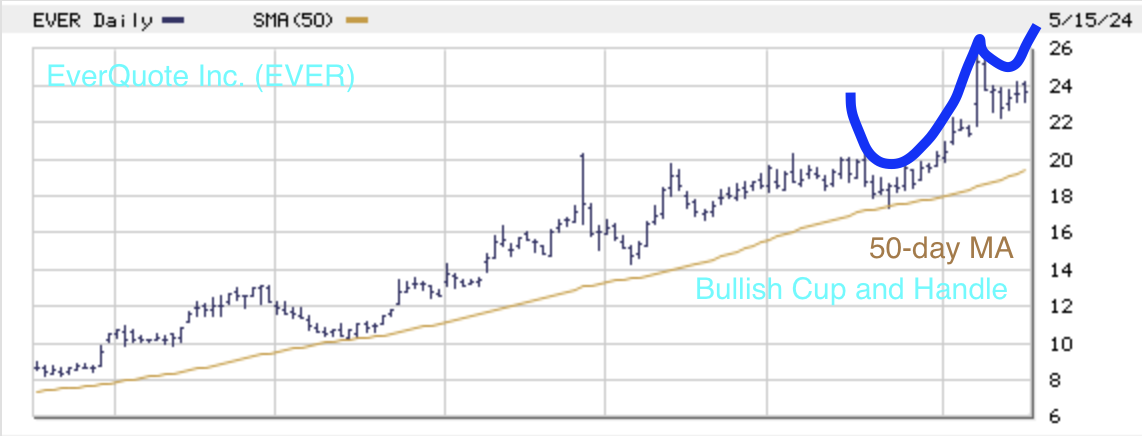 EVER Daily SMA(50) 5/15/24
EverQuote Inc. (EVER)
26
24
22
20
18
16
50-day MA
14
Bullish Cup and Handle
12
10
8
6